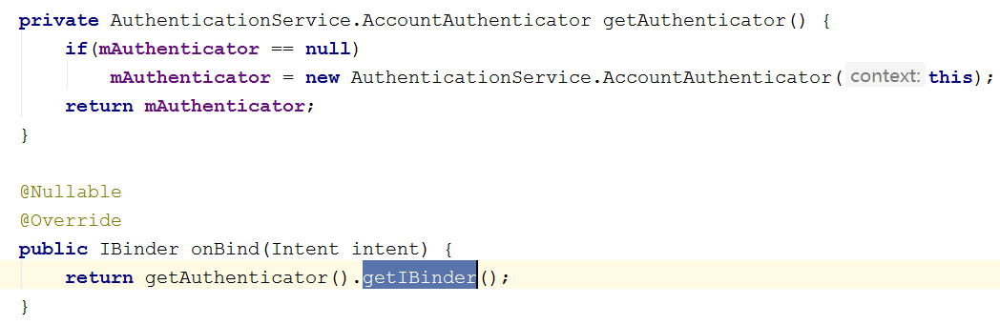 private AuthenticationService.AccountAuthenticator getAuthenticator() {
if(mAuthenticator == null)
mAuthenticator = new AuthenticationService.AccountAuthenticator( context: this);
return mAuthenticator;
}
@Nullable
@Override
public IBinder onBind(Intent intent) {
return getAuthenticator().getIBinder();
}